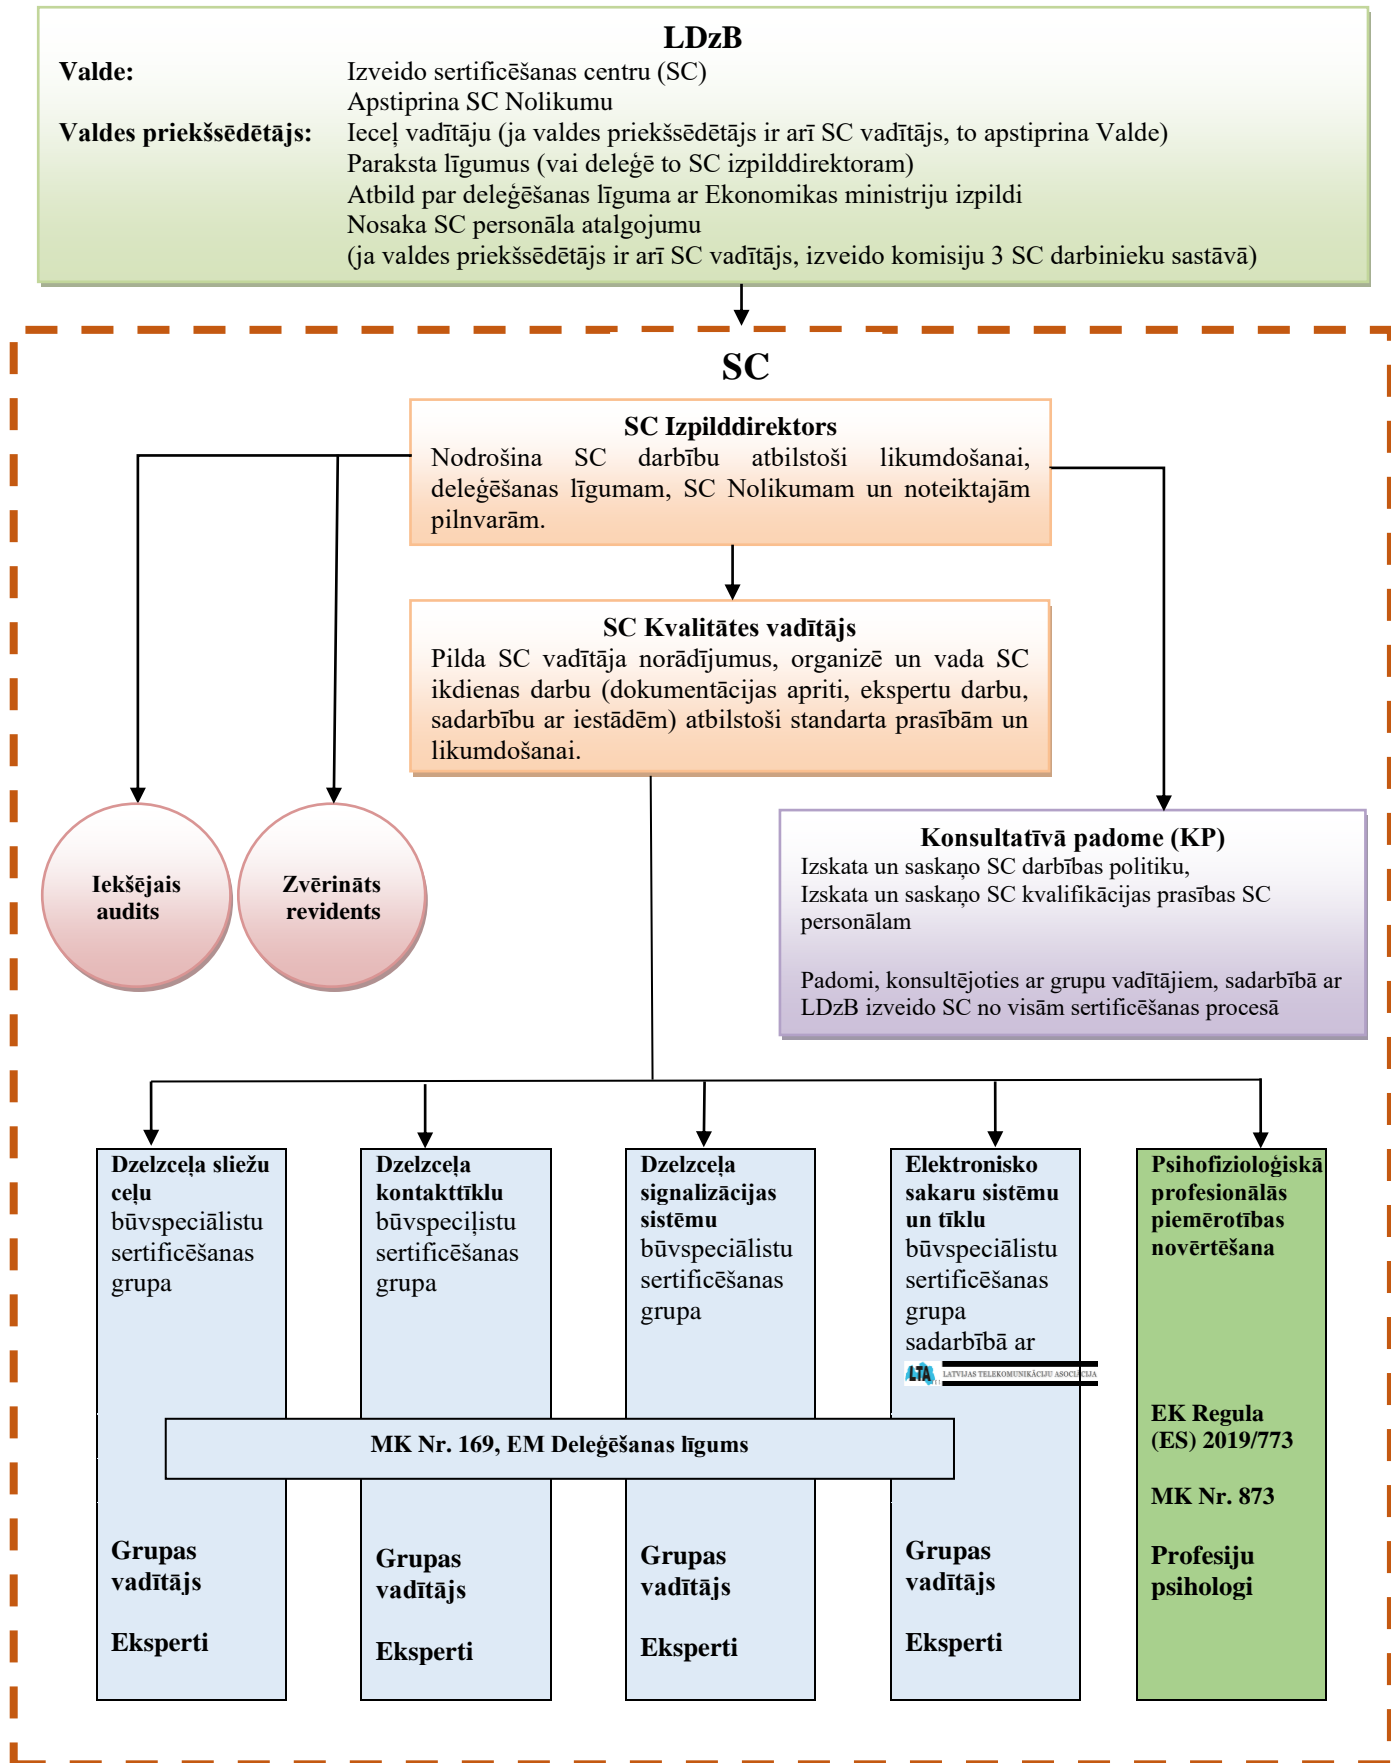 LDzB
Valde: Izveido sertificēšanas centru (SC)
Apstiprina SC Nolikumu
Valdes priekšsēdētājs: Ieceļ vadītāju (ja valdes priekšsēdētājs ir arī SC vadītājs, to apstiprina Valde)
Paraksta līgumus (vai deleģē to SC izpilddirektoram)
Atbild par deleģēšanas līguma ar Ekonomikas ministriju izpildi
Nosaka SC personāla atalgojumu
(ja valdes priekšsēdētājs ir arī SC vadītājs, izveido komisiju 3 SC darbinieku sastāvā)
SC
SC Izpilddirektors
Nodrošina SC darbību atbilstoši likumdošanai,
deleģēšanas līgumam, SC Nolikumam un noteiktajām
pilnvarām.
SC Kvalitātes vadītājs
Pilda SC vadītāja norādījumus, organizē un vada SC
ikdienas darbu (dokumentācijas apriti, ekspertu darbu,
sadarbību ar iestādēm) atbilstoši standarta prasībām un
likumdošanai.
Iekšējais
audits
Zvērināts
revidents
Konsultatīvā padome (KP)
Izskata un saskaņo SC darbības politiku,
Izskata un saskaņo SC kvalifikācijas prasības SC
personālam
Padomi, konsultējoties ar grupu vadītājiem, sadarbībā ar
LDzB izveido SC no visām sertificēšanas procesā
Dzelzceļa sliežu
ceļu
būvspeciālistu
sertificēšanas
grupa
Dzelzceļa
kontakttīklu
būvspeciļistu
sertificēšanas
grupa
Dzelzceļa
signalizācijas
sistēmu
būvspeciālistu
sertificēšanas
grupa
Elektronisko
sakaru sistēmu
un tīklu
būvspeciālistu
sertificēšanas
grupa
sadarbībā ar
LTA LATVIJAS TELEKOMUNIKĀCIJU ASOCIĀCIJA
Psihofizioloģiskā
profesionālās
piemērotības
novērtēšana
EK Regula
(ES) 2019/773
MK Nr. 873
Profesiju
psihologi
MK Nr. 169, EM Deleģēšanas līgums
Grupas
vadītājs
Eksperti
Grupas
vadītājs
Eksperti
Grupas
vadītājs
Eksperti
Grupas
vadītājs
Eksperti